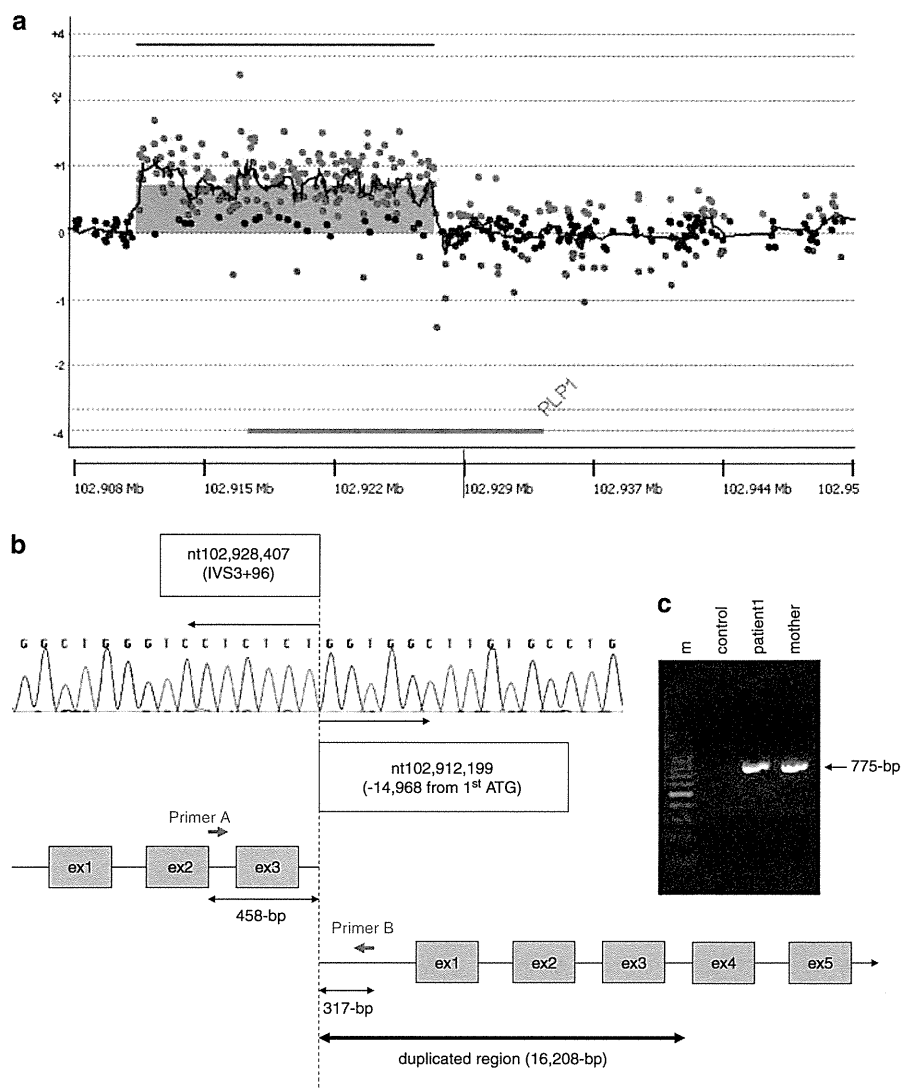 a
+4
+2
+1
0
-1
-2
-4
PLP1
102.908 Mb 102.915 Mb 102.922 Mb 102.929 Mb 102.937 Mb 102.944 Mb 102.95
b
nt102,928,407
(IVS3+96)
G G C T G G G T C C T C T C T G G T G G C T T G T G C C T G
nt102,912,199
(-14,968 from 1st ATG)
c
m
control
patient1
mother
775-bp
Primer A
ex1 ex2 ex3
458-bp
Primer B
ex1 ex2 ex3 ex4 ex5
317-bp
duplicated region (16,208-bp)